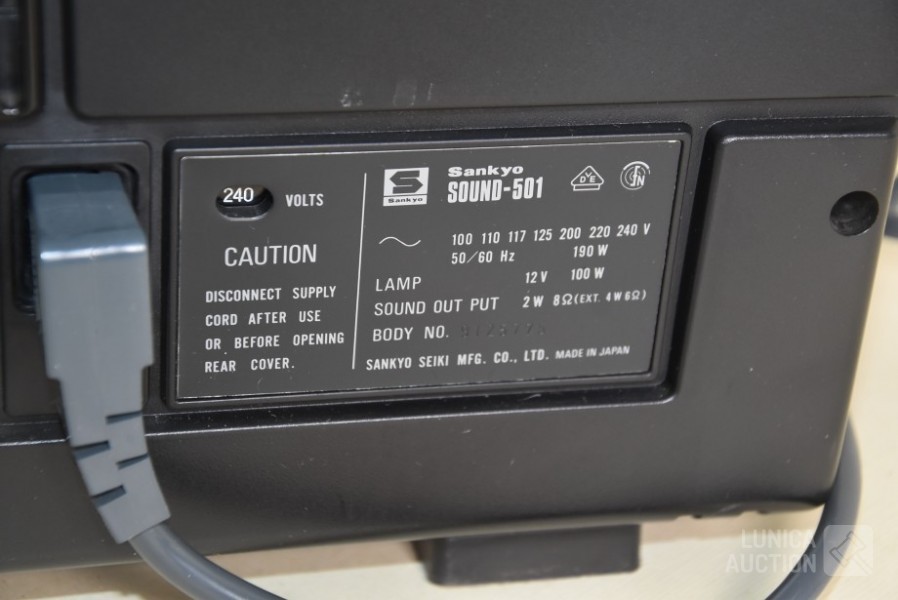 240 VOLTS
CAUTION
DISCONNECT SUPPLY
CORD AFTER USE
OR BEFORE OPENING
REAR COVER.
Sankyo
Sankyo
SOUND-501
DVE
100 110 117 125 200 220 240 V
50/60 Hz 190 W
LAMP 12 V 100 W
SOUND OUT PUT 2 W 8Ω (EXT. 4 W 6Ω)
BODY NO.
SANKYO SEIKI MFG. CO., LTD. MADE IN JAPAN
LUNICA
AUCTION